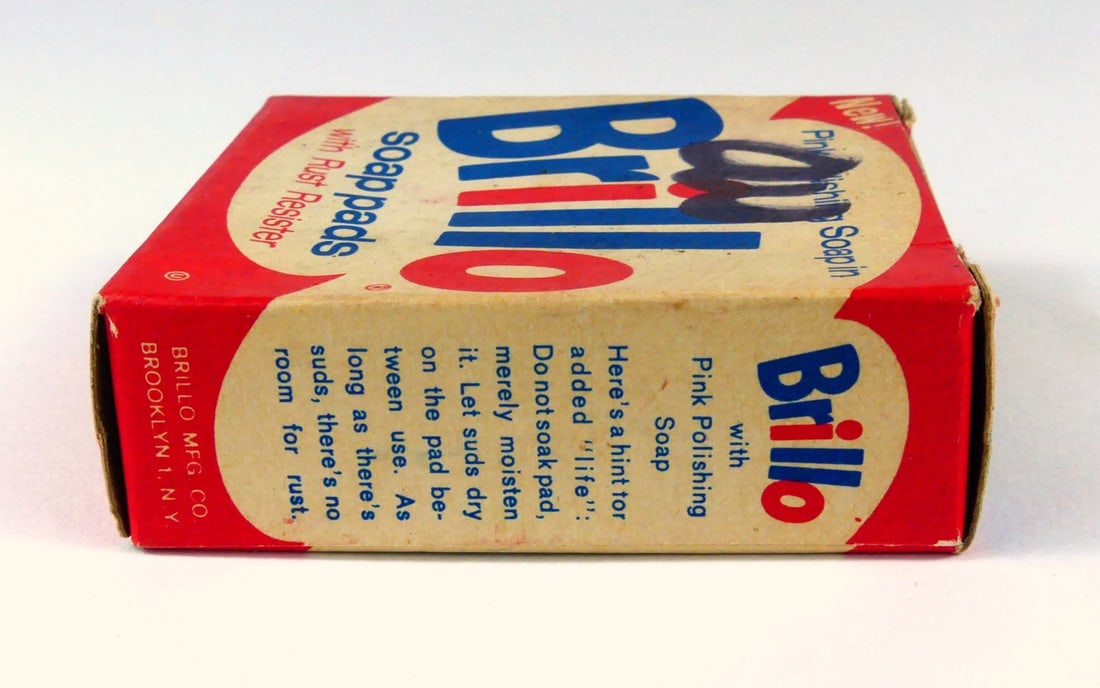 New!
Pink Polishing Soap in
Brillo®
soap pads
with Rust Resister
Brillo
with
Pink Polishing
Soap
Here's a hint for
added "life":
Do not soak pad,
merely moisten
it. Let suds dry
on the pad be-
tween use. As
long as there's
suds, there's no
room for rust.
BRILLO MFG. CO.
BROOKLYN 1, N. Y.